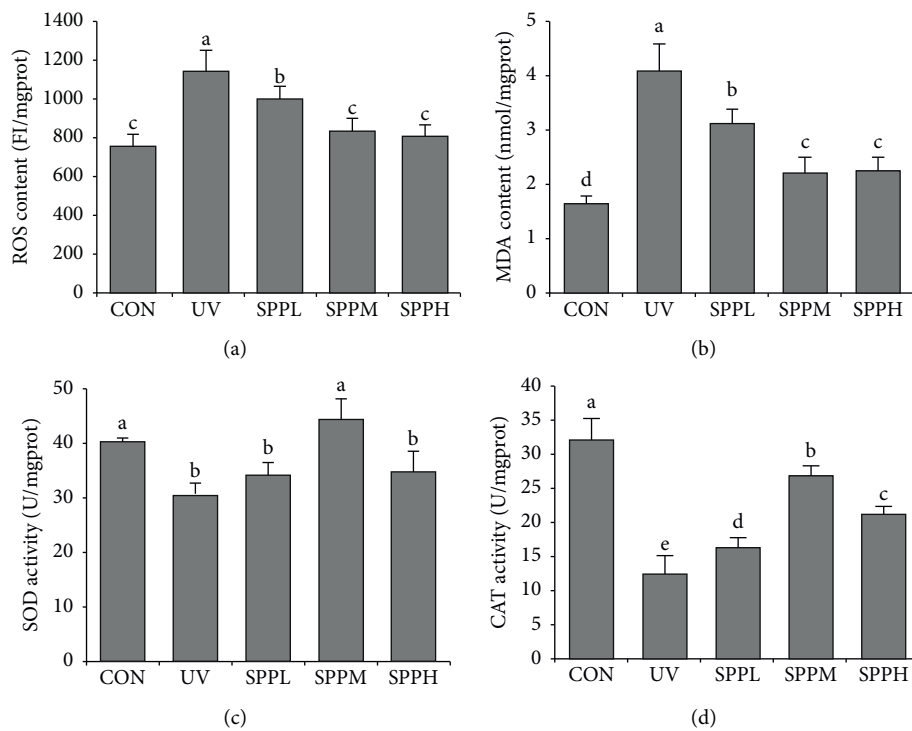 1400
1200
1000
800
600
400
200
0
ROS content (FI/mgprot)
c
a
b
c
c
CON UV SPPL SPPM SPPH
(a)
5
4
3
2
1
0
MDA content (nmol/mgprot)
d
a
b
c
c
CON UV SPPL SPPM SPPH
(b)
50
40
30
20
10
0
SOD activity (U/mgprot)
a
b
b
a
b
CON UV SPPL SPPM SPPH
(c)
40
35
30
25
20
15
10
5
0
CAT activity (U/mgprot)
a
e
d
b
c
CON UV SPPL SPPM SPPH
(d)